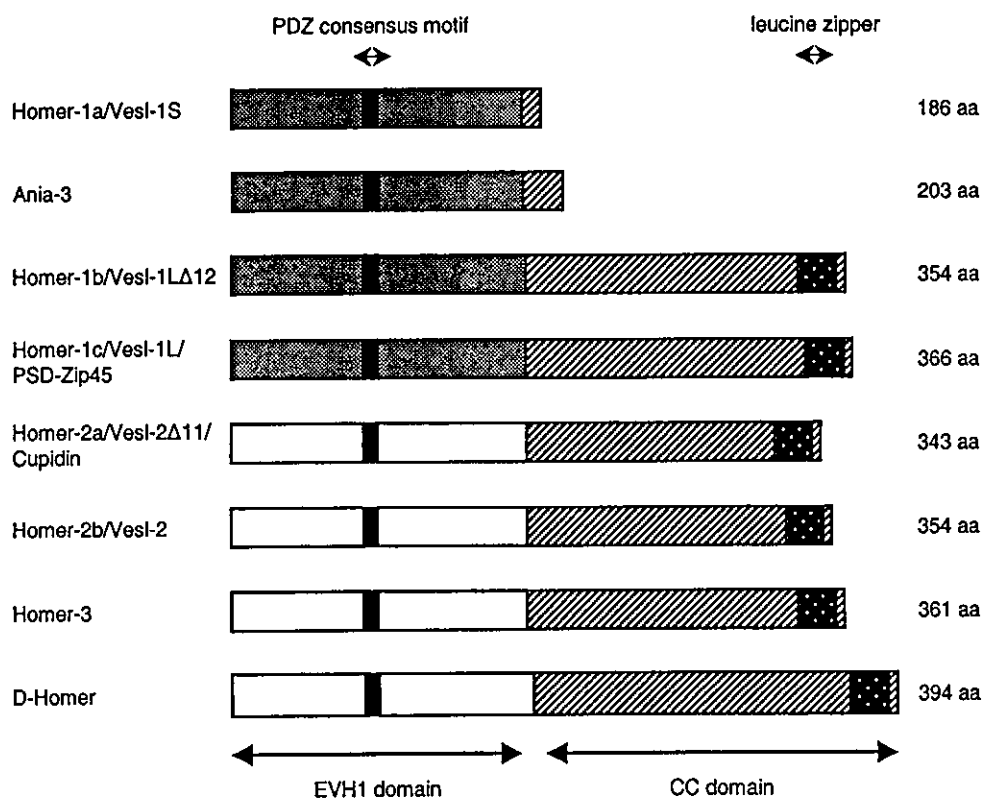 PDZ consensus motif
leucine zipper
Homer-1a/Vesl-1S
186 aa
Ania-3
203 aa
Homer-1b/Vesl-1LΔ12
354 aa
Homer-1c/Vesl-1L/
PSD-Zip45
366 aa
Homer-2a/Vesl-2Δ11/
Cupidin
343 aa
Homer-2b/Vesl-2
354 aa
Homer-3
361 aa
D-Homer
394 aa
EVH1 domain
CC domain